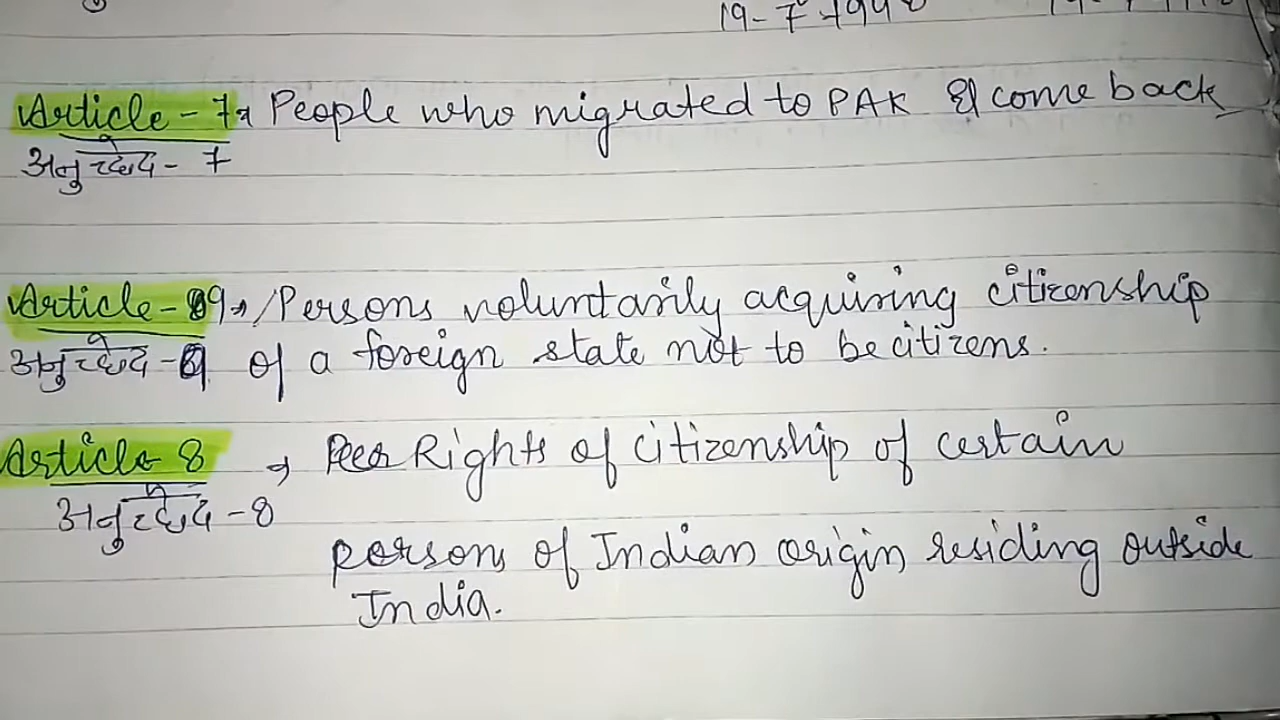 19-7-1948
Article - 7 → People who migrated to PAK & come back
अनुच्छेद - 7
Article - 9 → Persons voluntarily acquiring citizenship
अनुच्छेद - 9 of a foreign state not to be citizens.
Article 8 → Rights of citizenship of certain
अनुच्छेद - 8
persons of Indian origin residing outside
India.